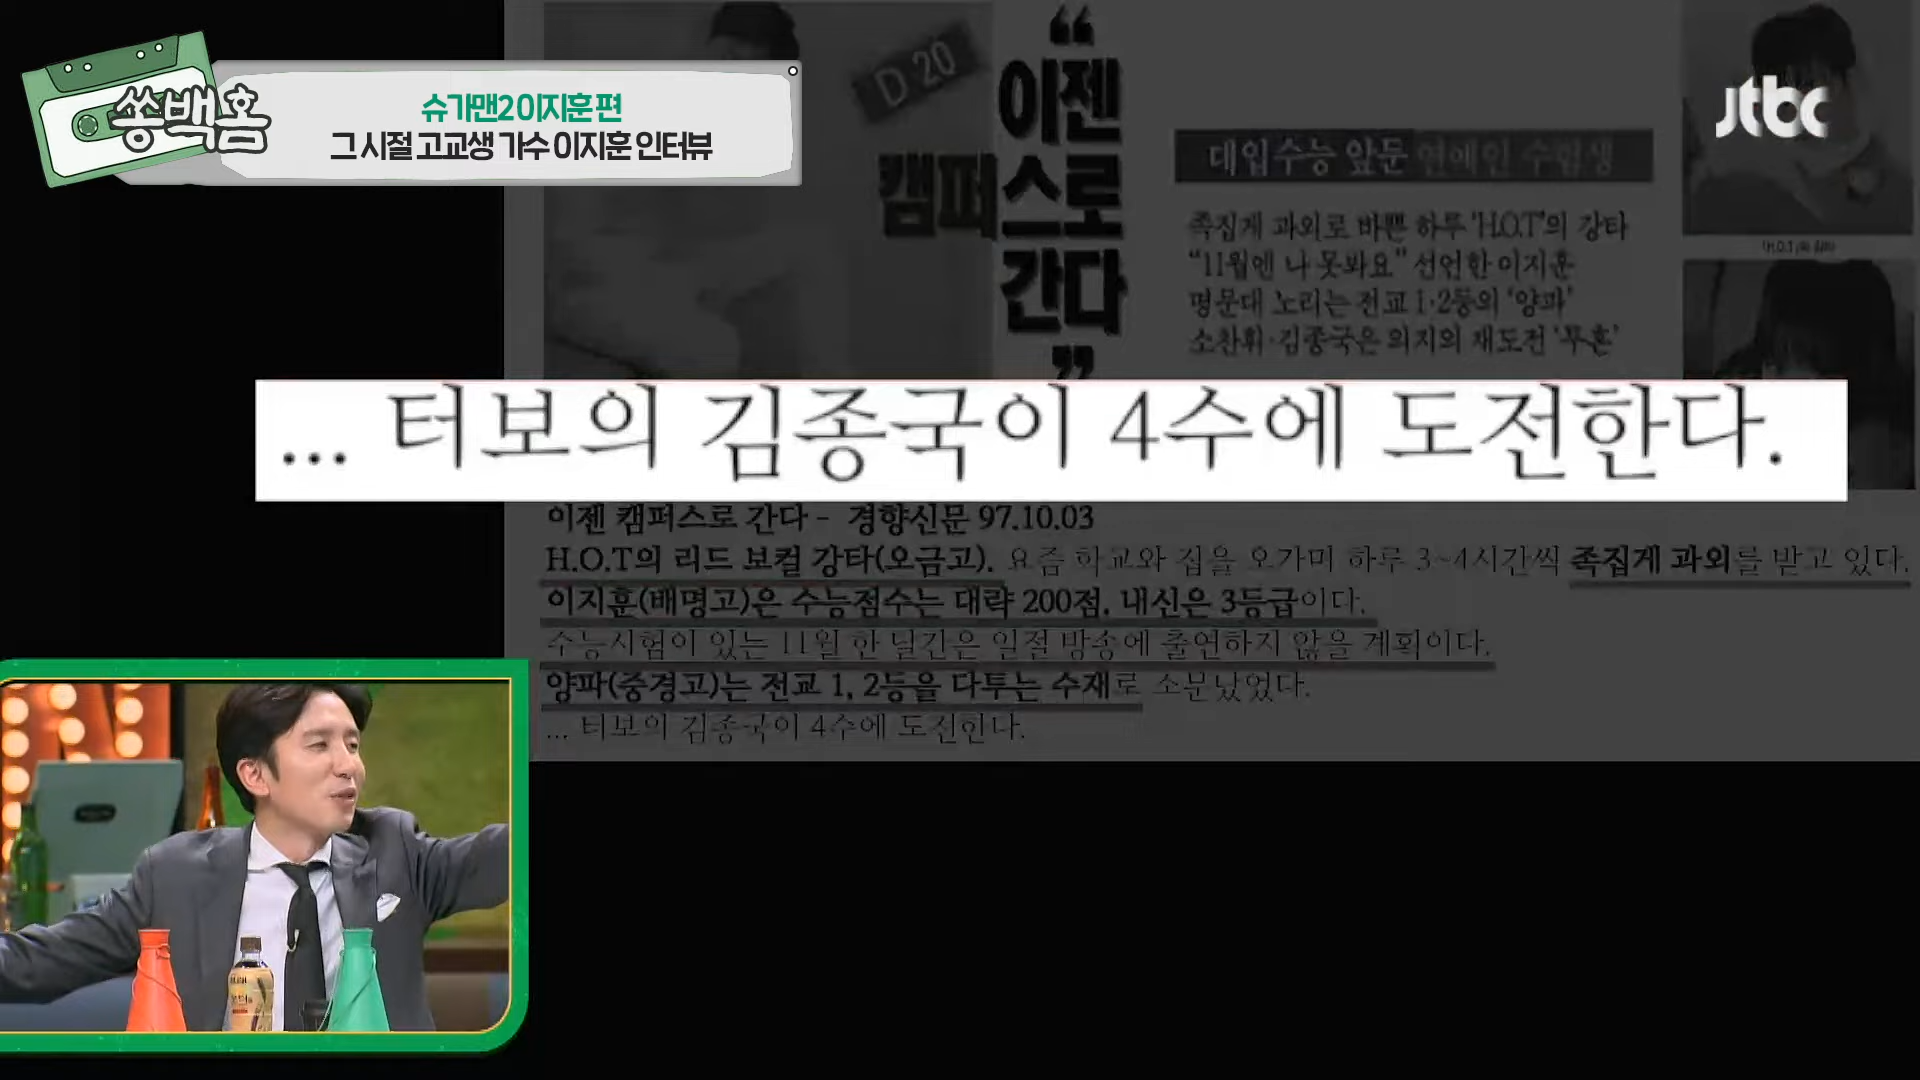 쏭백홈
슈가맨2 이지훈 편
그 시절 고교생 가수 이지훈 인터뷰
jtbc
D 20
“이젠
캠퍼스로
간다”
대입수능 앞둔 연예인 수험생
족집게 과외로 바쁜 하루 'H.O.T'의 강타
“11월엔 나 못봐요” 선언한 이지훈
명문대 노리는 전교 1·2등의 '양파'
소찬휘·김종국은 의지의 재도전 '투혼'
... 터보의 김종국이 4수에 도전한다.
이젠 캠퍼스로 간다 - 경향신문 97.10.03
H.O.T의 리드 보컬 강타(오금고). 요즘 학교와 집을 오가며 하루 3~4시간씩 족집게 과외를 받고 있다.
이지훈(배명고)은 수능점수는 대략 200점, 내신은 3등급이다.
수능시험이 있는 11월 한 달간은 일절 방송에 출연하지 않을 계획이다.
양파(중경고)는 전교 1, 2등을 다투는 수재로 소문났었다.
... 터보의 김종국이 4수에 도전한다.